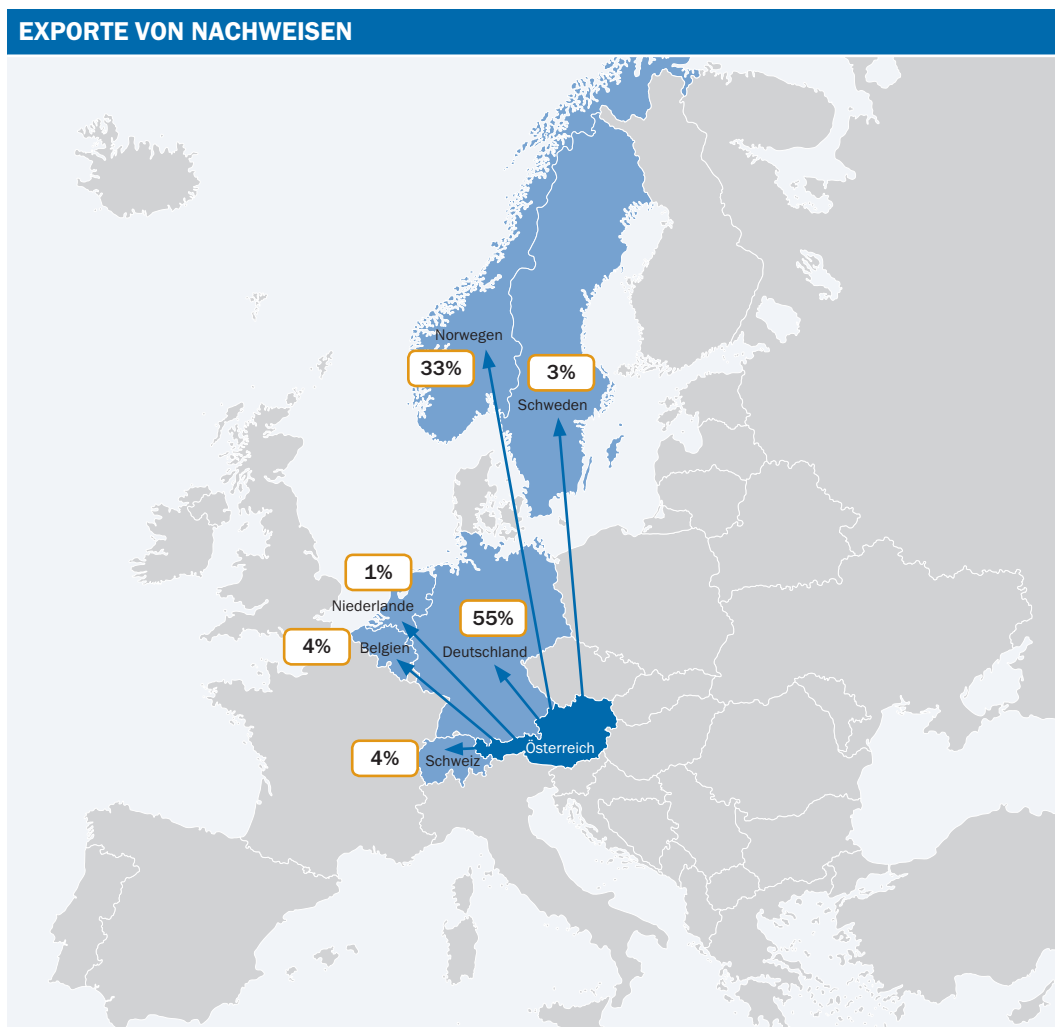 EXPORTE VON NACHWEISEN
Norwegen
33%
3%
Schweden
1%
Niederlande
55%
4%
Belgien
Deutschland
Österreich
4%
Schweiz